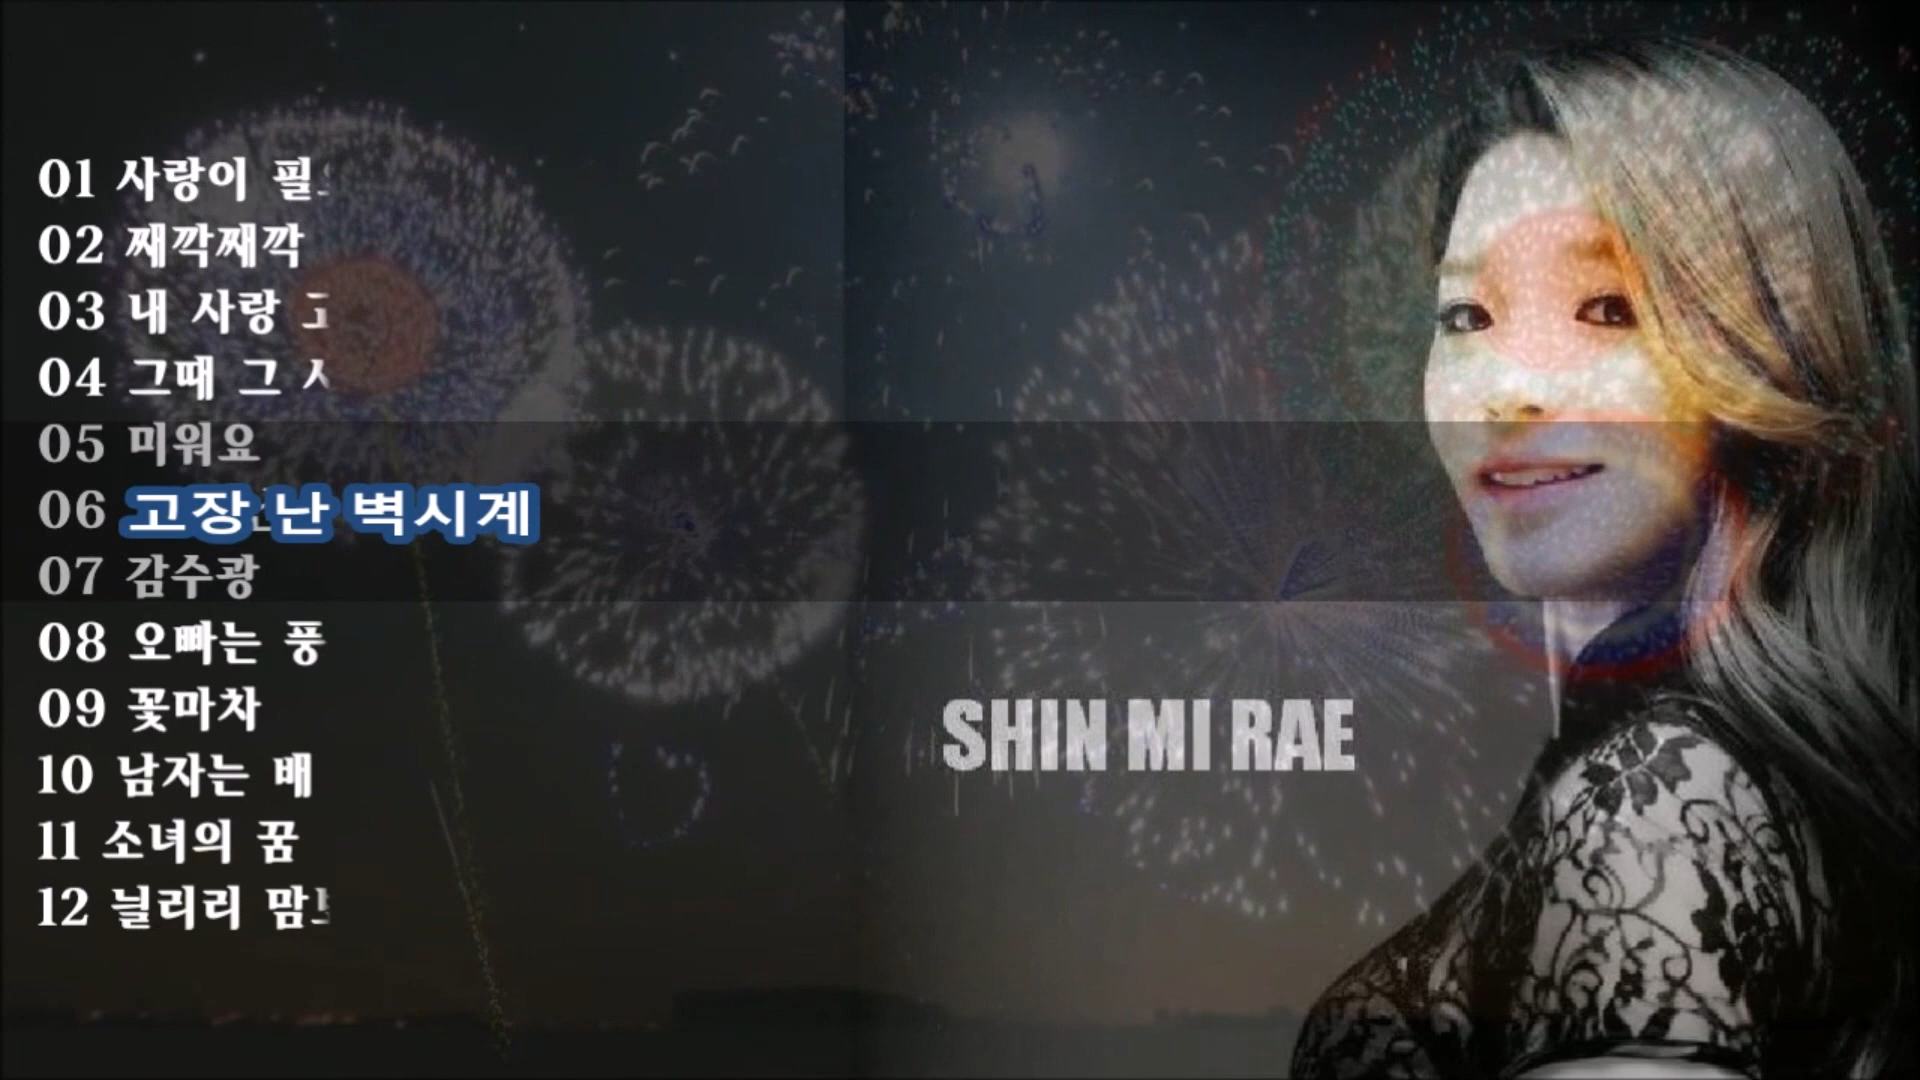 01 사랑이 필
02 째깍째깍
03 내 사랑
04 그때 그
05 미워요
06 고장 난 벽시계
07 감수광
08 오빠는 풍
09 꽃마차
10 남자는 배
11 소녀의 꿈
12 닐리리 맘
SHIN MI RAE